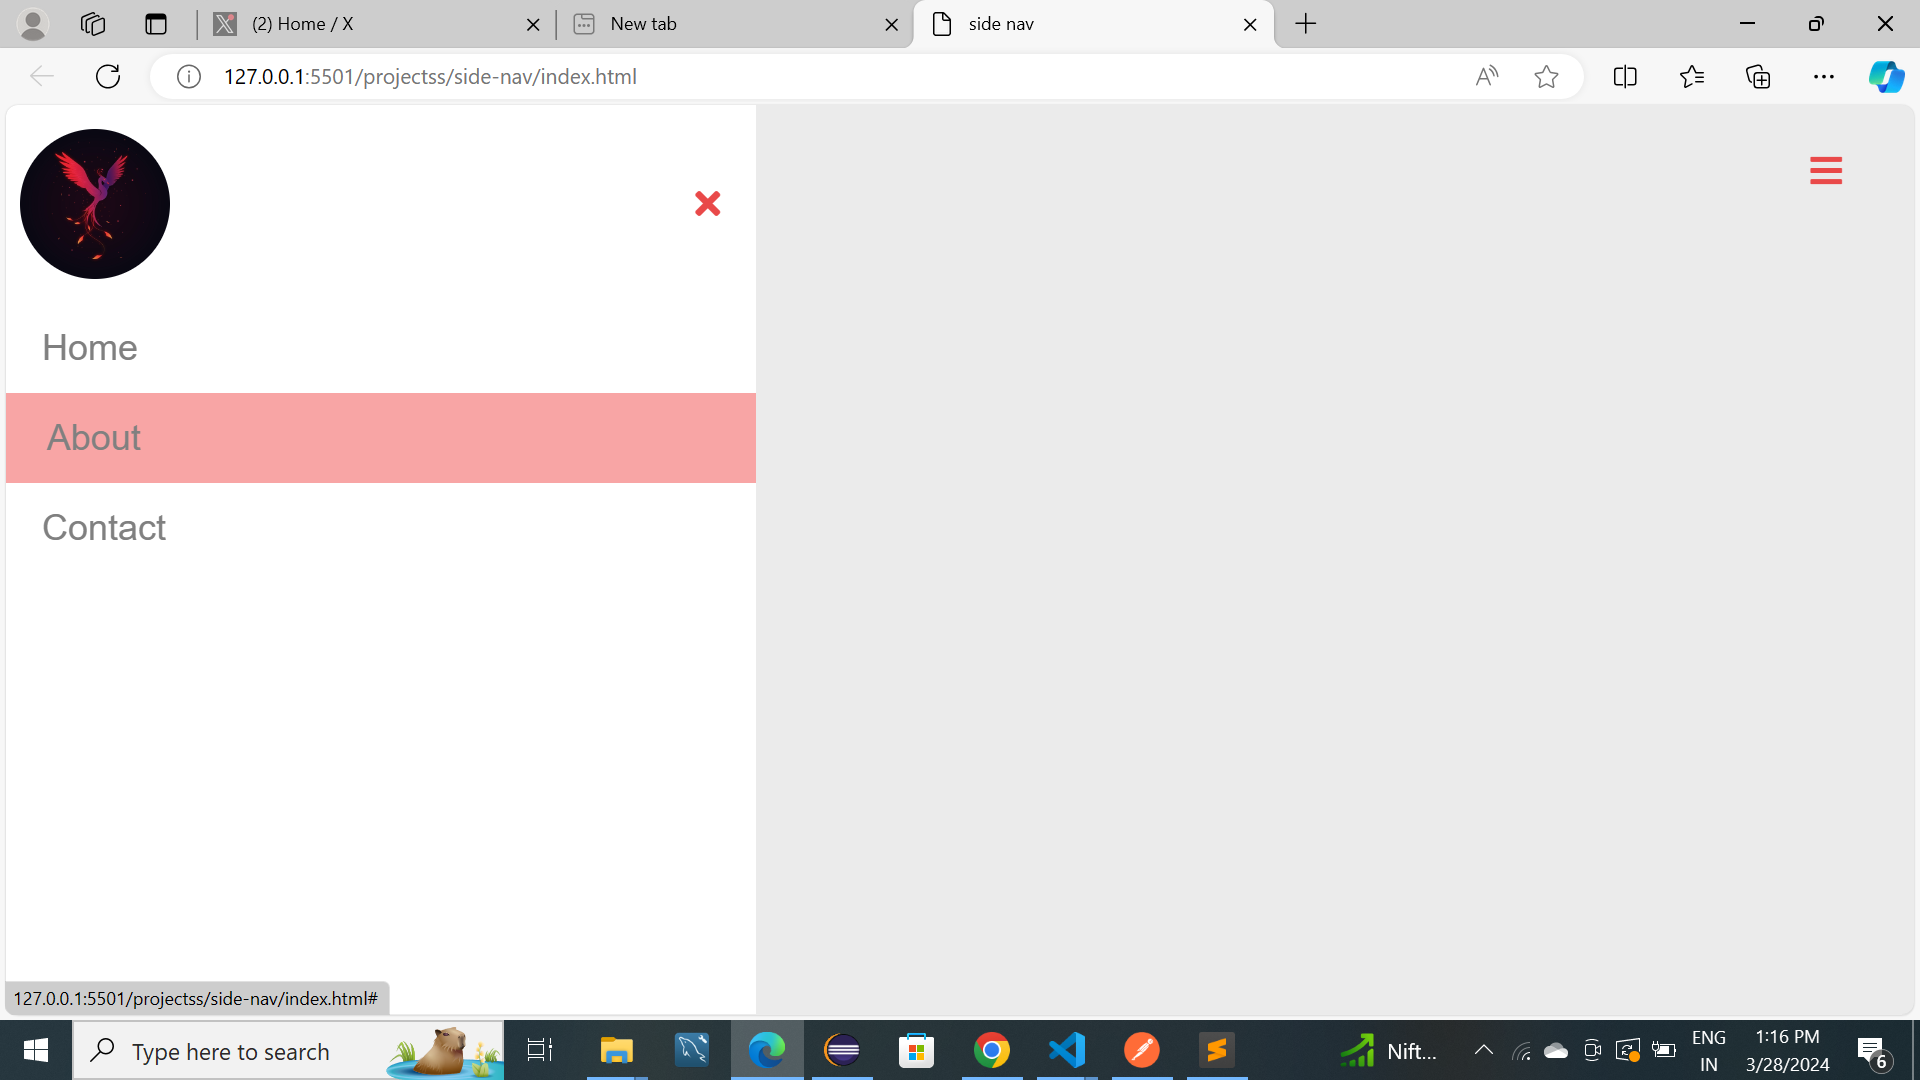 (2) Home / X
New tab
side nav
127.0.0.1:5501/projectss/side-nav/index.html
Home
About
Contact
127.0.0.1:5501/projectss/side-nav/index.html#
Type here to search
Nift...
ENG
IN
1:16 PM
3/28/2024
6